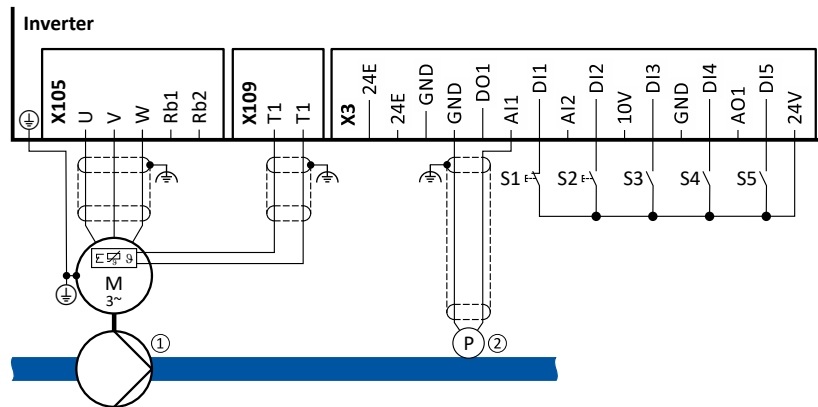 Inverter
X105
U
V
W
Rb1
Rb2
X109
T1
T1
X3
24E
24E
GND
GND
DO1
AI1
DI1
AI2
DI2
10V
DI3
GND
DI4
AO1
DI5
24V
S1
S2
S3
S4
S5
ϑ
M
3~
①
P ②